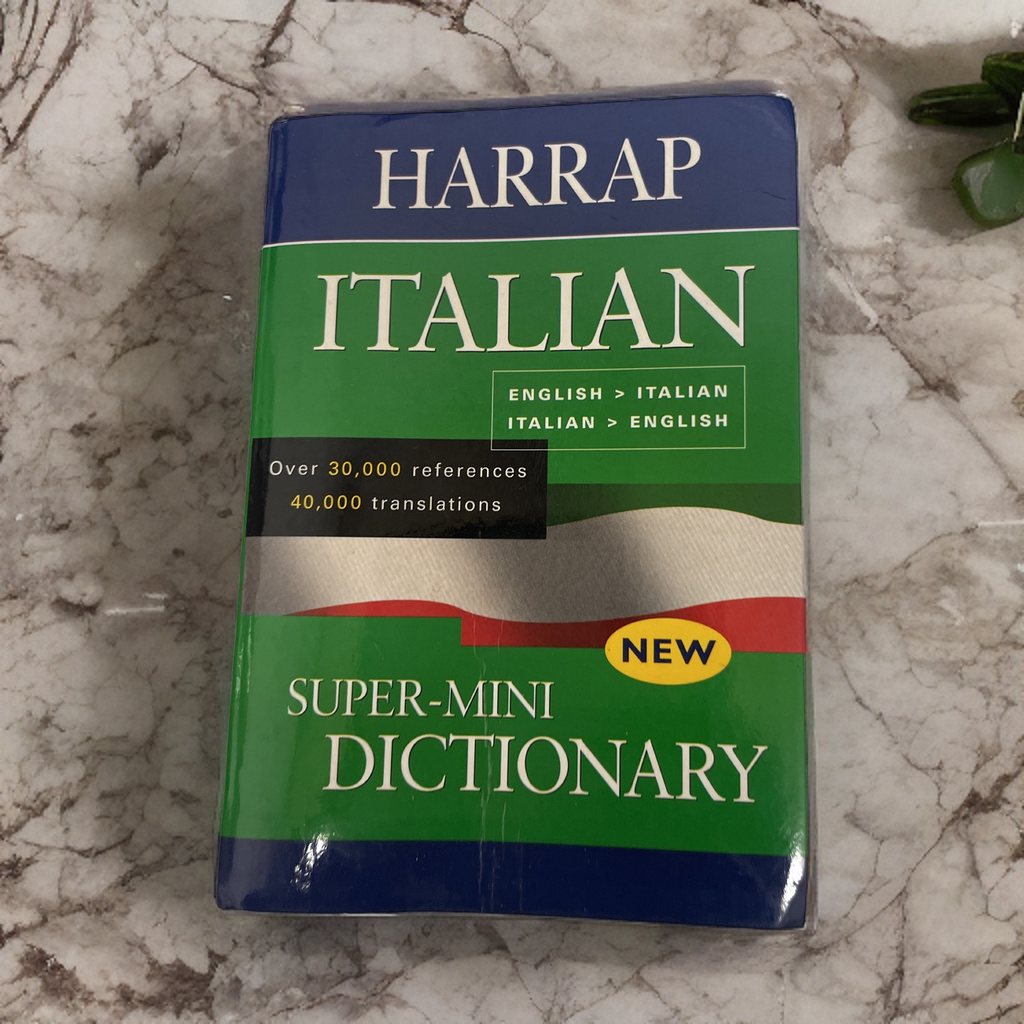 HARRAP
ITALIAN
ENGLISH > ITALIAN
ITALIAN > ENGLISH
Over 30,000 references
40,000 translations
NEW
SUPER-MINI
DICTIONARY